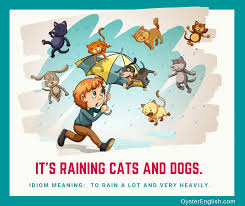 IT'S RAINING CATS AND DOGS.
IDIOM MEANING: TO RAIN A LOT AND VERY HEAVILY.
OysterEnglish.com